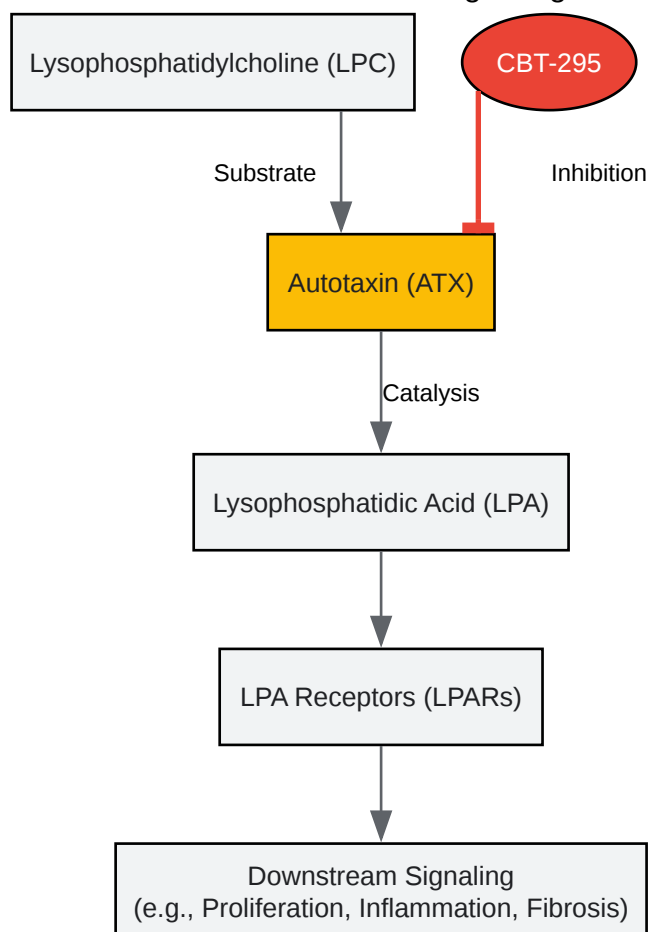 Lysophosphatidylcholine (LPC)
CBT-295
Substrate
Inhibition
Autotaxin (ATX)
Catalysis
Lysophosphatidic Acid (LPA)
LPA Receptors (LPARs)
Downstream Signaling
(e.g., Proliferation, Inflammation, Fibrosis)